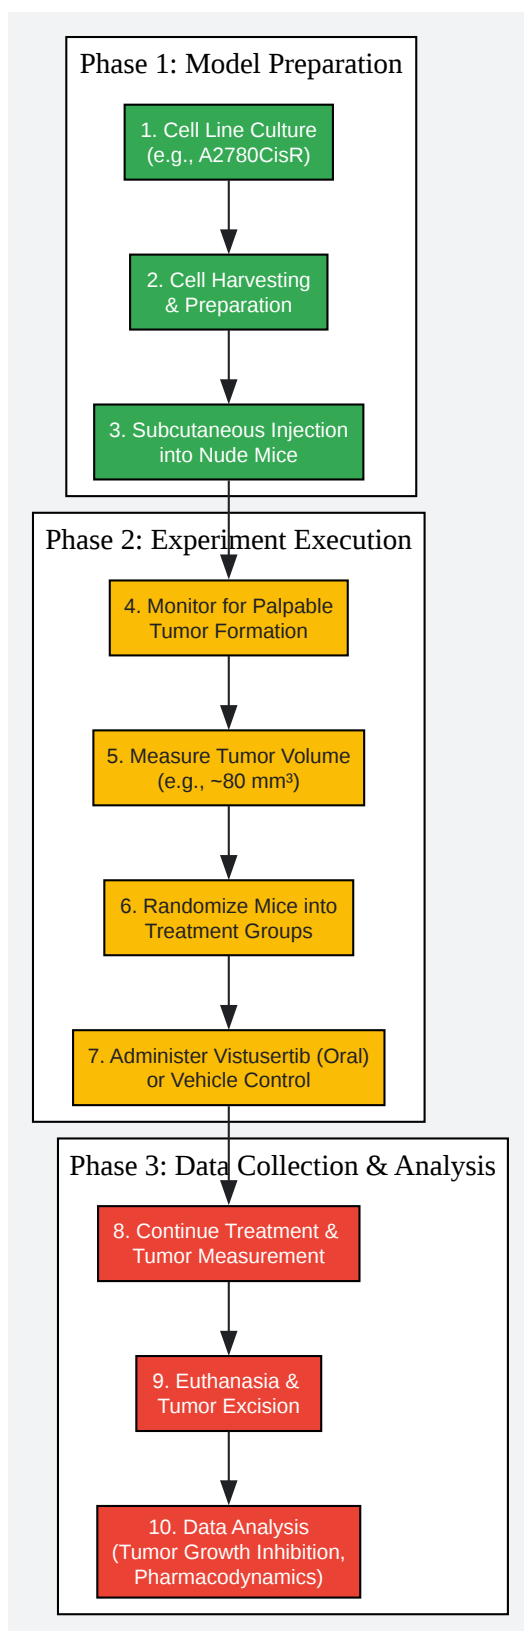 Phase 1: Model Preparation
1. Cell Line Culture
(e.g., A2780CisR)
2. Cell Harvesting
& Preparation
3. Subcutaneous Injection
into Nude Mice
Phase 2: Experiment Execution
4. Monitor for Palpable
Tumor Formation
5. Measure Tumor Volume
(e.g., ~80 mm³)
6. Randomize Mice into
Treatment Groups
7. Administer Vistusertib (Oral)
or Vehicle Control
Phase 3: Data Collection & Analysis
8. Continue Treatment &
Tumor Measurement
9. Euthanasia &
Tumor Excision
10. Data Analysis
(Tumor Growth Inhibition,
Pharmacodynamics)